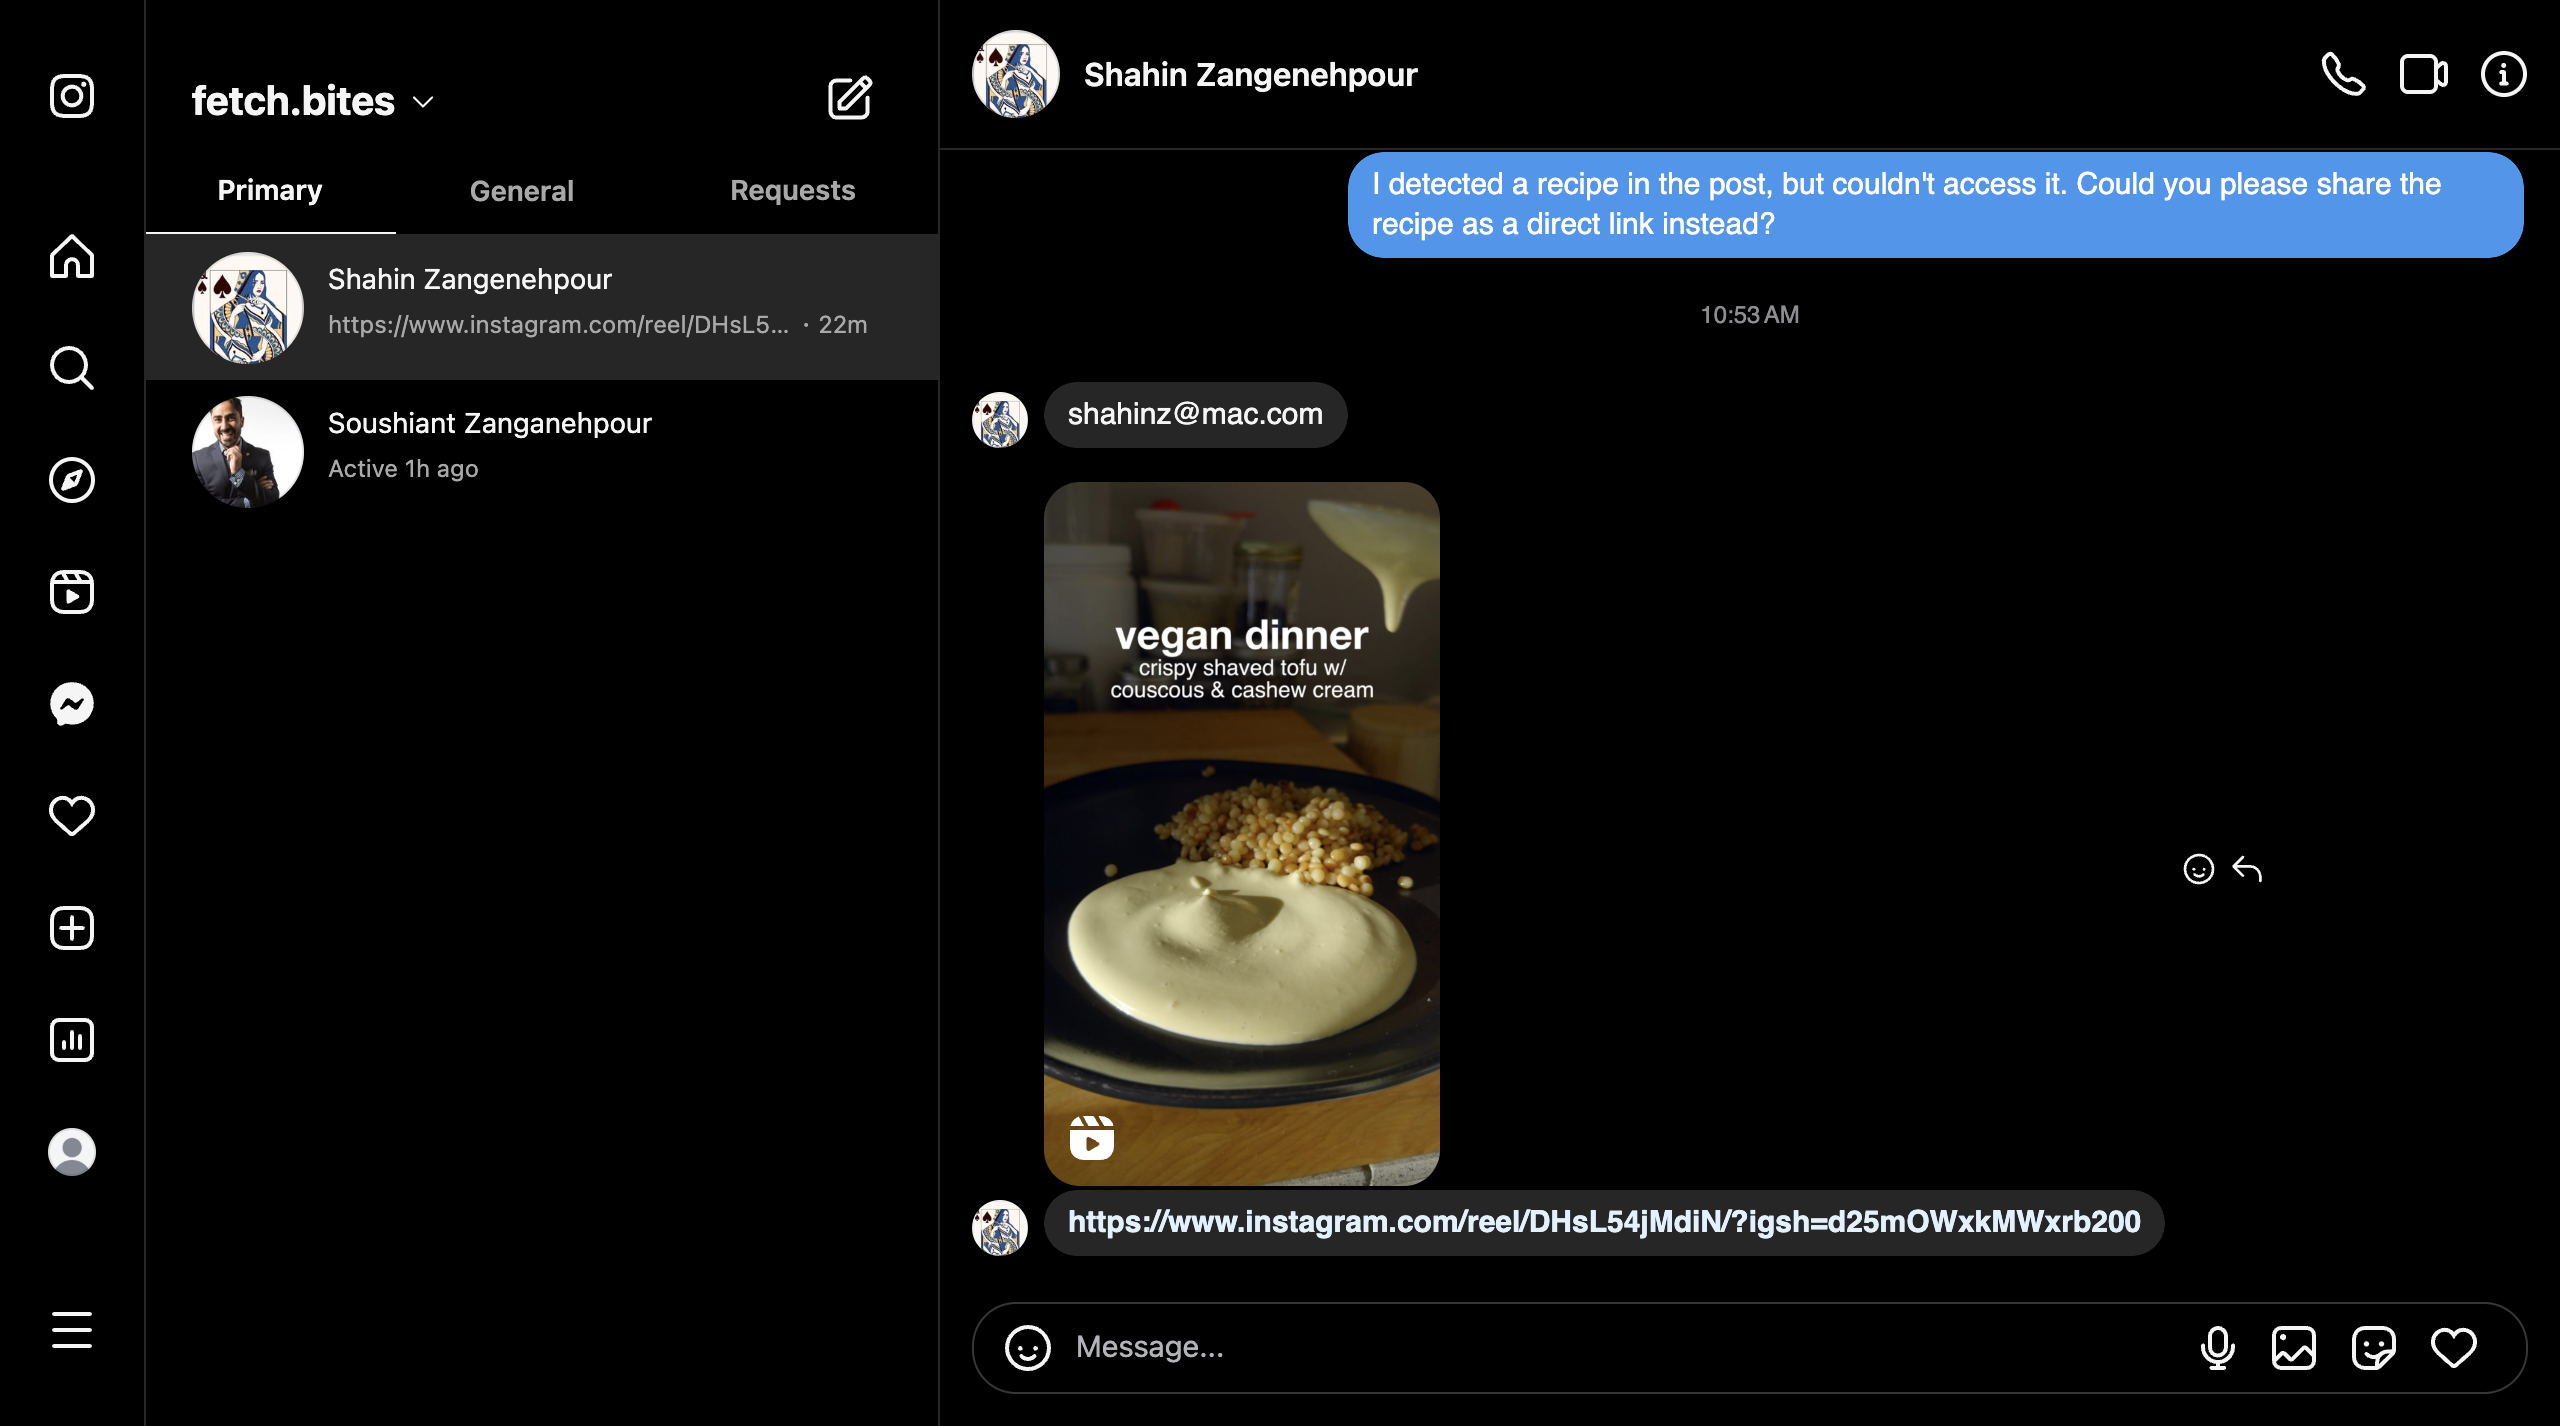 fetch.bites
Primary
General
Requests
Shahin Zangenehpour
https://www.instagram.com/reel/DHsL5... · 22m
Soushiant Zanganehpour
Active 1h ago
Shahin Zangenehpour
I detected a recipe in the post, but couldn't access it. Could you please share the
recipe as a direct link instead?
10:53 AM
shahinz@mac.com
vegan dinner
crispy shaved tofu w/
couscous & cashew cream
https://www.instagram.com/reel/DHsL54jMdiN/?igsh=d25mOWxkMWxrb200
Message...